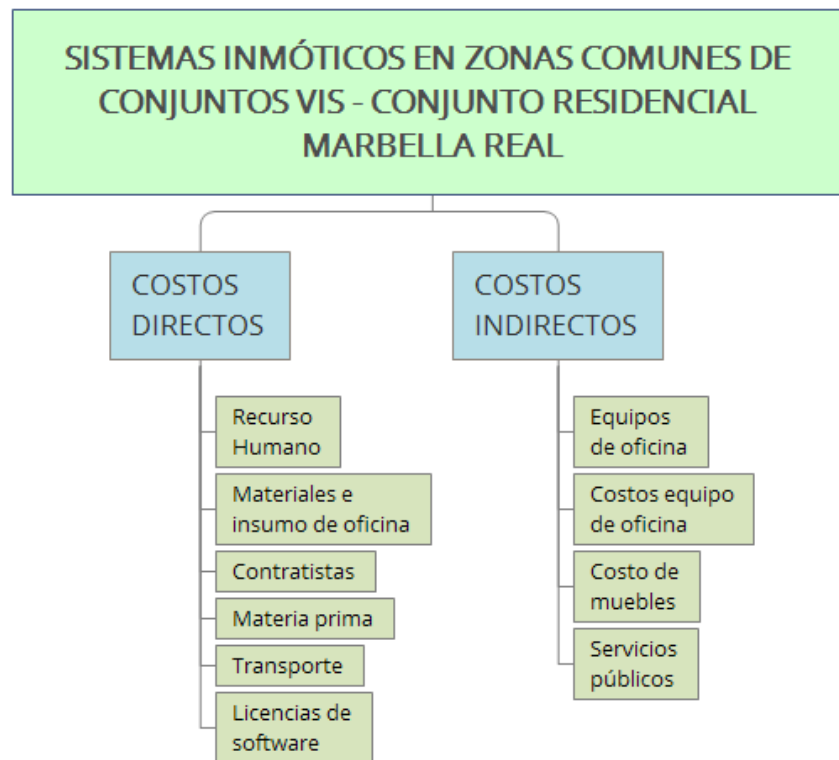 SISTEMAS INMÓTICOS EN ZONAS COMUNES DE
CONJUNTOS VIS - CONJUNTO RESIDENCIAL
MARBELLA REAL
COSTOS
DIRECTOS
Recurso
Humano
Materiales e
insumo de oficina
Contratistas
Materia prima
Transporte
Licencias de
software
COSTOS
INDIRECTOS
Equipos
de oficina
Costos equipo
de oficina
Costo de
muebles
Servicios
públicos